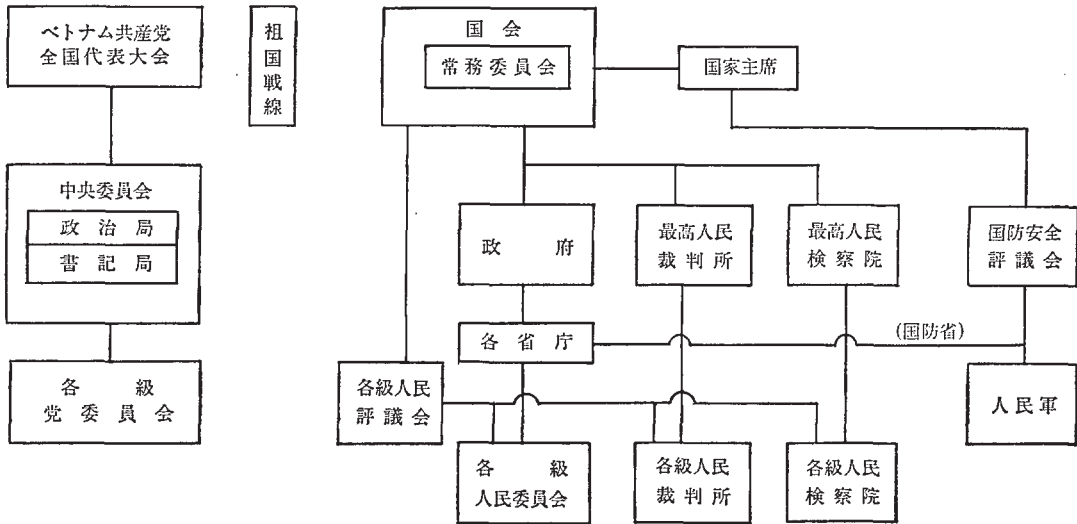 ベトナム共産党
全国代表大会
祖国戦線
国会
常務委員会
国家主席
中央委員会
政治局
書記局
政府
最高人民
裁判所
最高人民
検察院
国防安全
評議会
各省庁
(国防省)
各級
党委員会
各級人民
評議会
人民軍
各級
人民委員会
各級人民
裁判所
各級人民
検察院